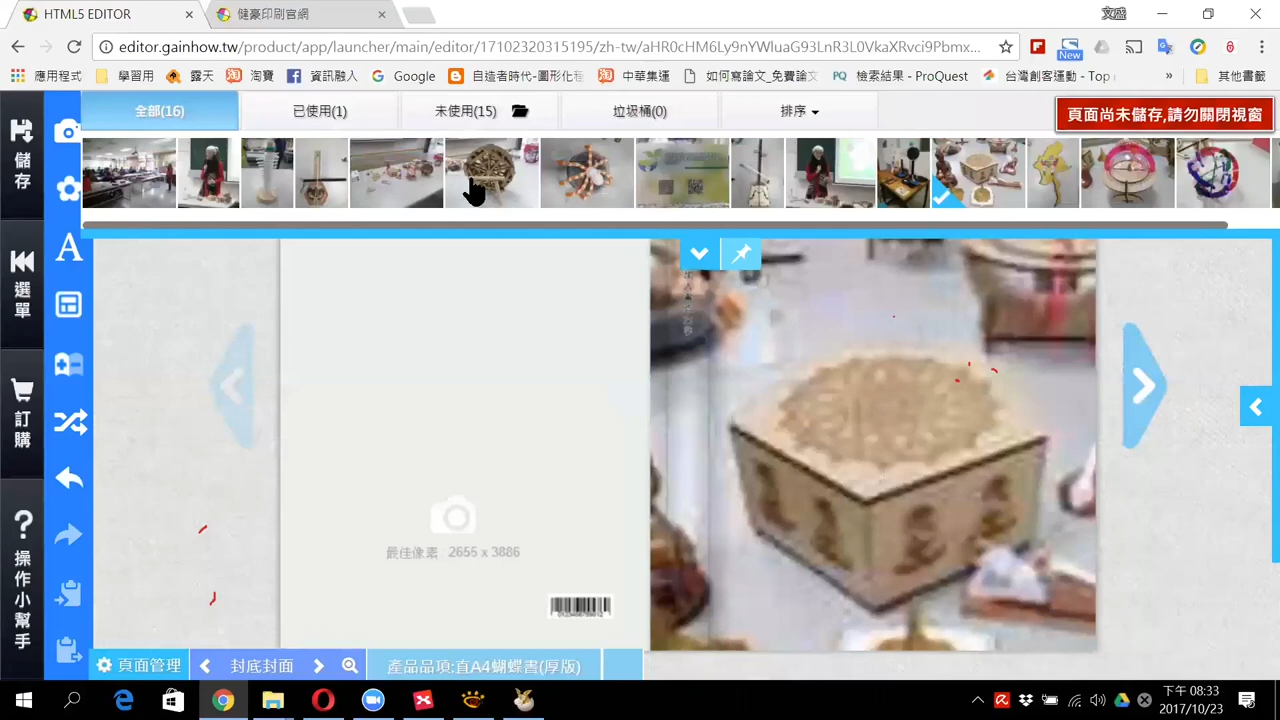 HTML5 EDITOR
健豪印刷官網
文盛
editor.gainhow.tw/product/app/launcher/main/editor/17102320315195/zh-tw/aHR0cHM6Ly9nYWluaG93LnR3L0VkaXRvci9Pbmx...
New
應用程式
學習用
露天
淘寶
資訊融入
Google
自造者時代-圖形化程
中華集運
如何寫論文_免費論文
PQ 檢索結果 - ProQuest
台灣創客運動 - Top
»
其他書籤
全部(16)
已使用(1)
未使用(15)
垃圾桶(0)
排序
頁面尚未儲存,請勿關閉視窗
儲存
選單
訂購
操作小幫手
最佳像素 : 2655 x 3886
頁面管理
封底封面
產品品項:直A4蝴蝶書(厚版)
下午 08:33
2017/10/23